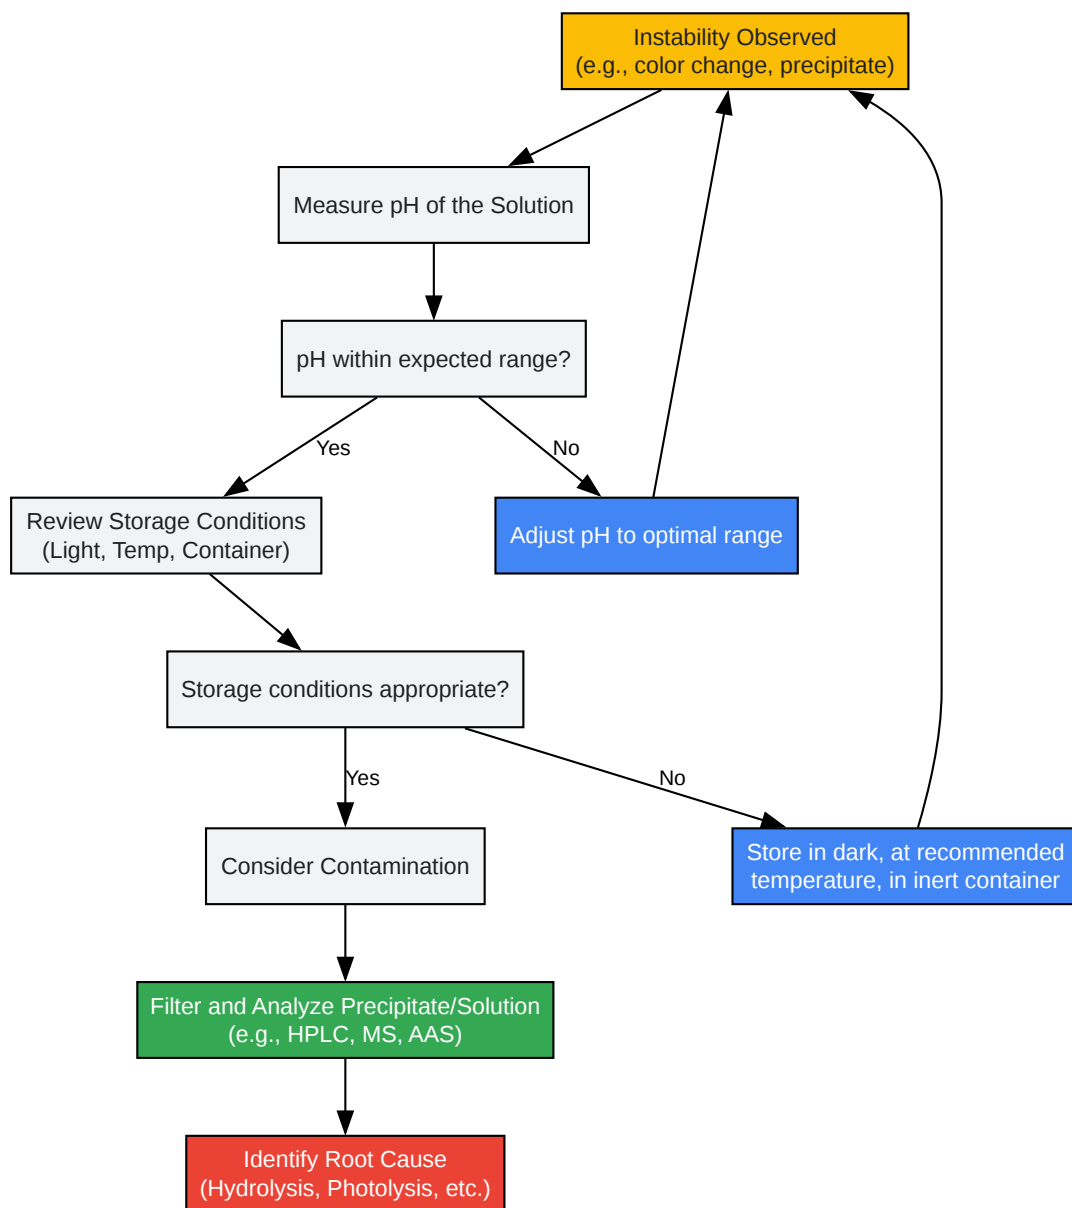 Instability Observed
(e.g., color change, precipitate)
Measure pH of the Solution
pH within expected range?
Yes
No
Review Storage Conditions
(Light, Temp, Container)
Adjust pH to optimal range
Storage conditions appropriate?
Yes
No
Consider Contamination
Store in dark, at recommended
temperature, in inert container
Filter and Analyze Precipitate/Solution
(e.g., HPLC, MS, AAS)
Identify Root Cause
(Hydrolysis, Photolysis, etc.)